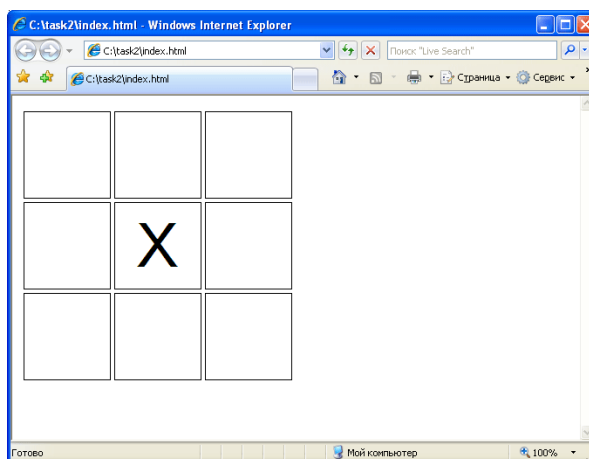 C:\task2\index.html - Windows Internet Explorer
C:\task2\index.html
Поиск "Live Search"
C:\task2\index.html
Страница
Сервис
X
Готово
Мой компьютер
100%